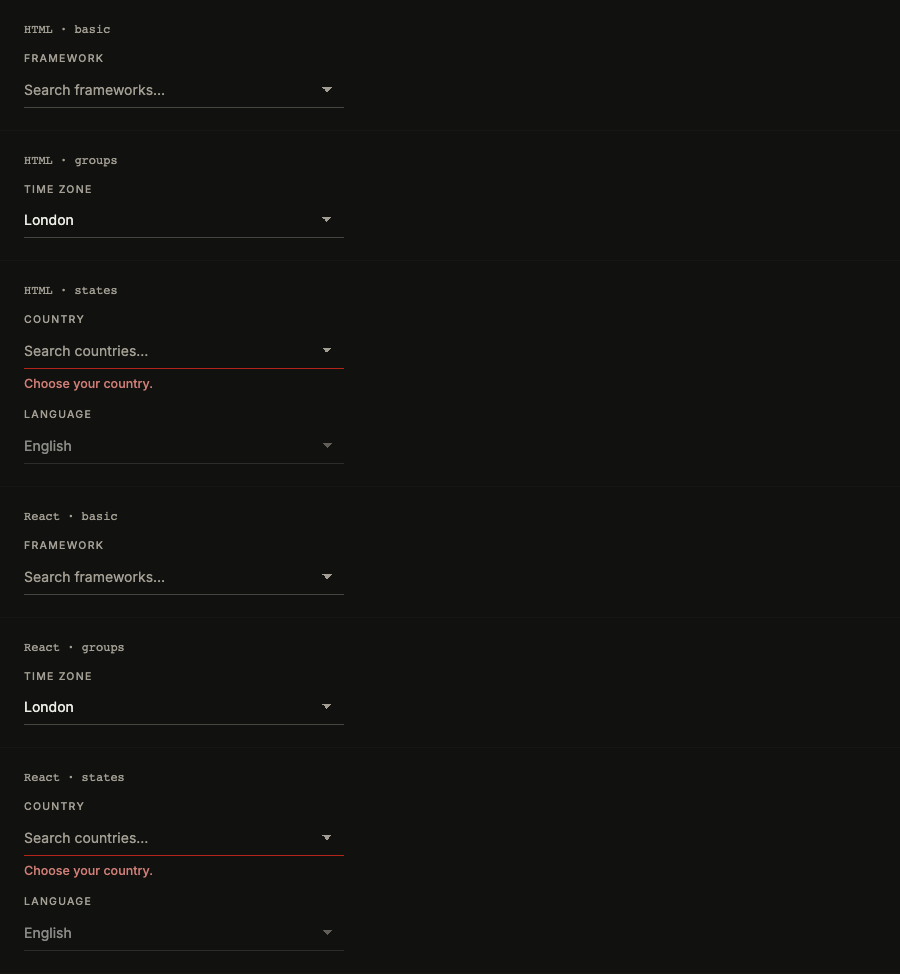 HTML · basic
FRAMEWORK
Search frameworks...
HTML · groups
TIME ZONE
London
HTML · states
COUNTRY
Search countries...
Choose your country.
LANGUAGE
English
React · basic
FRAMEWORK
Search frameworks...
React · groups
TIME ZONE
London
React · states
COUNTRY
Search countries...
Choose your country.
LANGUAGE
English